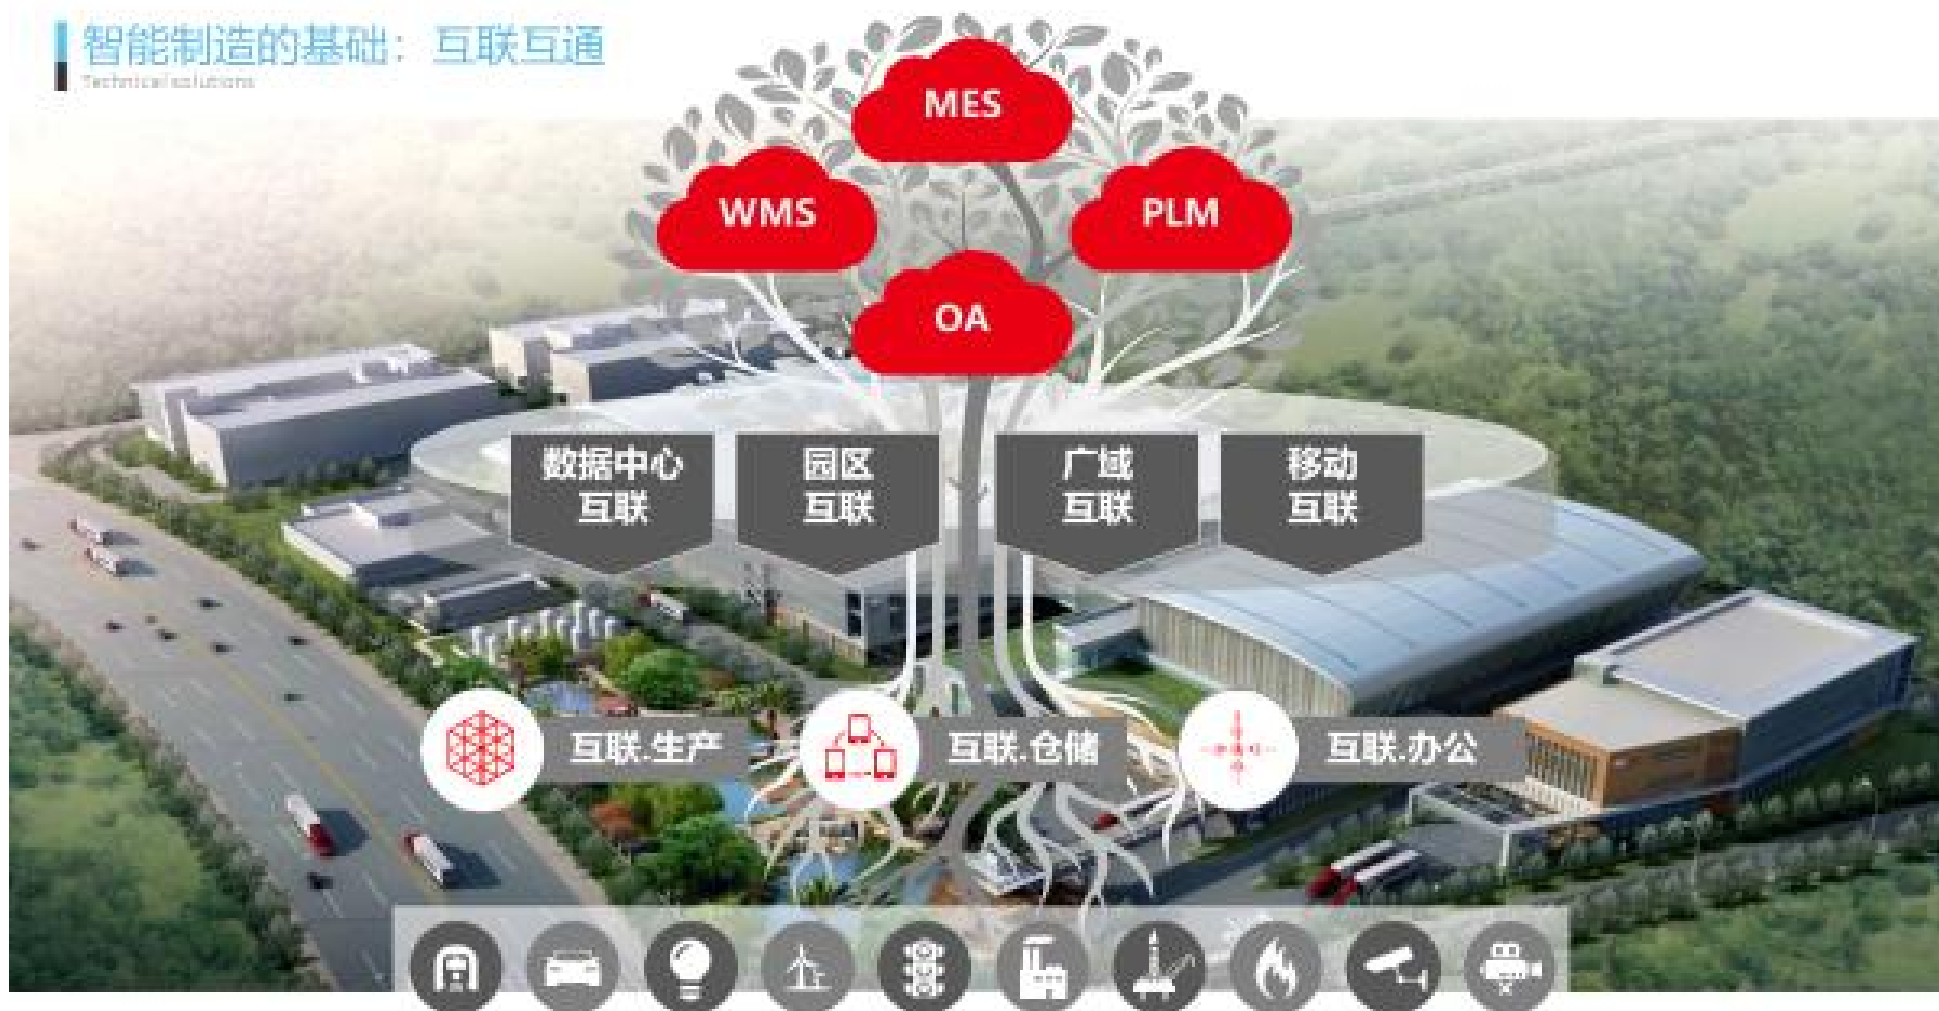 智能制造的基础：互联互通
Technical solutions
MES
WMS
PLM
OA
数据中心
互联
园区
互联
广域
互联
移动
互联
互联.生产
互联.仓储
互联.办公